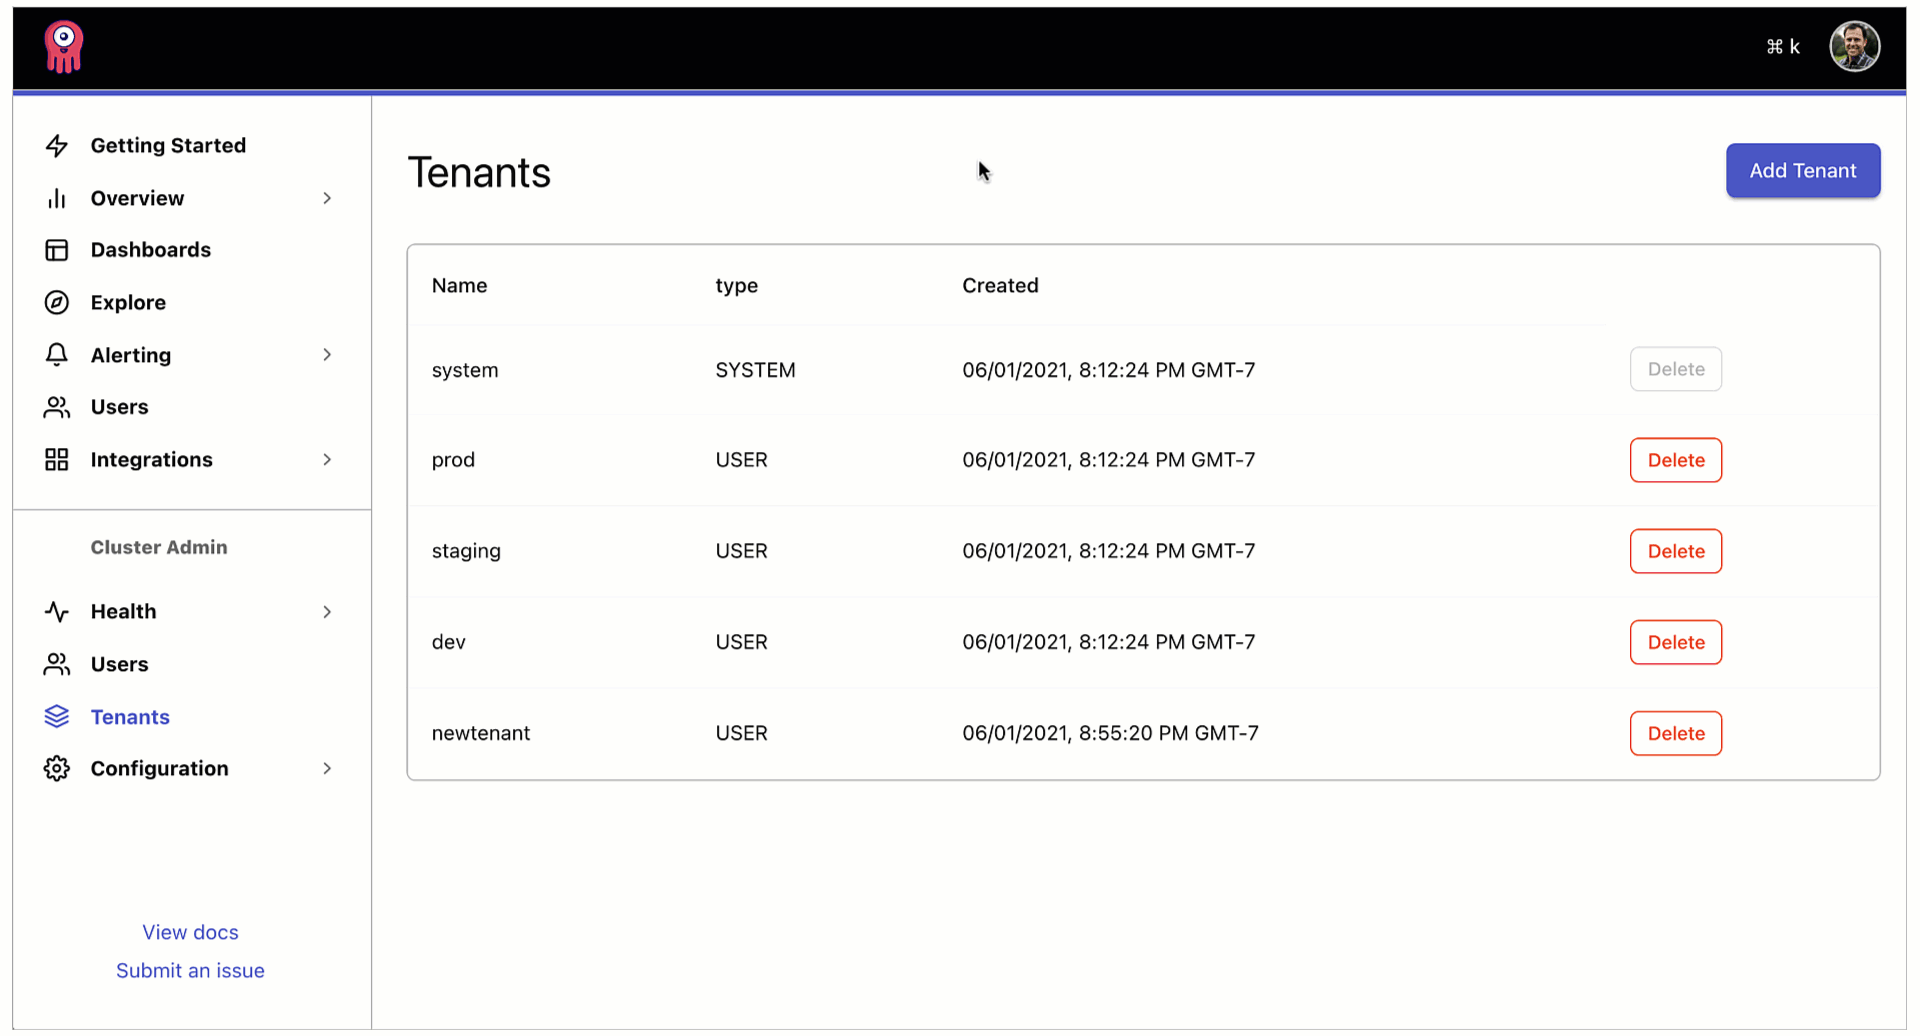 ⌘ k
Getting Started
Overview
Dashboards
Explore
Alerting
Users
Integrations
Cluster Admin
Health
Users
Tenants
Configuration
View docs
Submit an issue
Tenants
Add Tenant
Name type Created
system SYSTEM 06/01/2021, 8:12:24 PM GMT-7 Delete
prod USER 06/01/2021, 8:12:24 PM GMT-7 Delete
staging USER 06/01/2021, 8:12:24 PM GMT-7 Delete
dev USER 06/01/2021, 8:12:24 PM GMT-7 Delete
newtenant USER 06/01/2021, 8:55:20 PM GMT-7 Delete